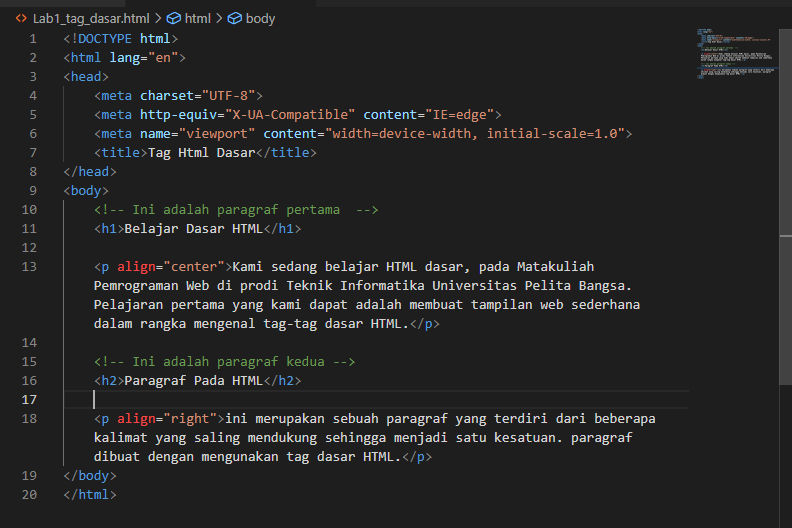 Lab1_tag_dasar.html > html > body
1 <!DOCTYPE html>
2 <html lang="en">
3 <head>
4 <meta charset="UTF-8">
5 <meta http-equiv="X-UA-Compatible" content="IE=edge">
6 <meta name="viewport" content="width=device-width, initial-scale=1.0">
7 <title>Tag Html Dasar</title>
8 </head>
9 <body>
10 <!-- Ini adalah paragraf pertama  -->
11 <h1>Belajar Dasar HTML</h1>
12
13 <p align="center">Kami sedang belajar HTML dasar, pada Matakuliah
Pemrograman Web di prodi Teknik Informatika Universitas Pelita Bangsa.
Pelajaran pertama yang kami dapat adalah membuat tampilan web sederhana
dalam rangka mengenal tag-tag dasar HTML.</p>
14
15 <!-- Ini adalah paragraf kedua -->
16 <h2>Paragraf Pada HTML</h2>
17
18 <p align="right">ini merupakan sebuah paragraf yang terdiri dari beberapa
kalimat yang saling mendukung sehingga menjadi satu kesatuan. paragraf
dibuat dengan mengunakan tag dasar HTML.</p>
19 </body>
20 </html>